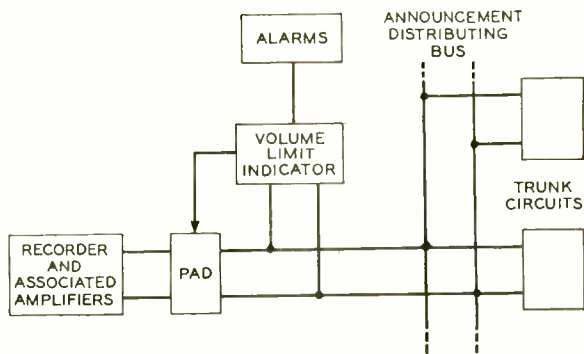 ALARMS
ANNOUNCEMENT
DISTRIBUTING
BUS
VOLUME
LIMIT
INDICATOR
TRUNK
CIRCUITS
RECORDER
AND
ASSOCIATED
AMPLIFIERS
PAD